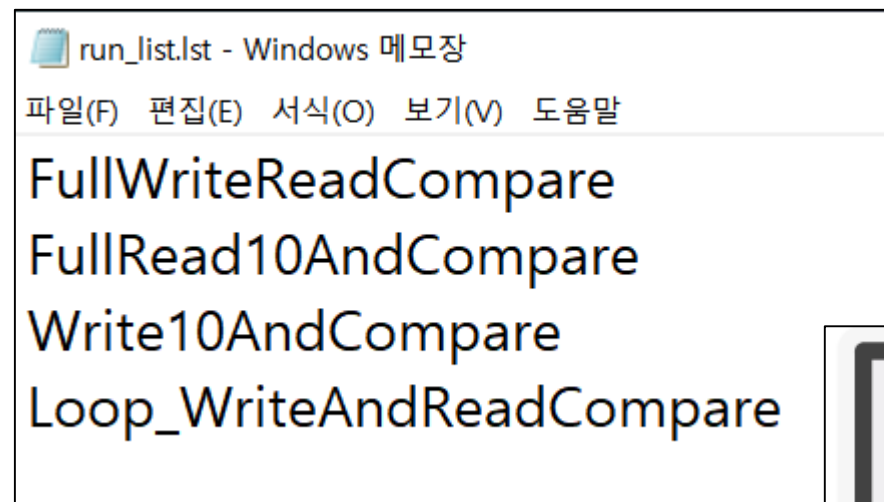 run_list.lst - Windows 메모장
파일(F) 편집(E) 서식(O) 보기(V) 도움말
FullWriteReadCompare
FullRead10AndCompare
Write10AndCompare
Loop_WriteAndReadCompare